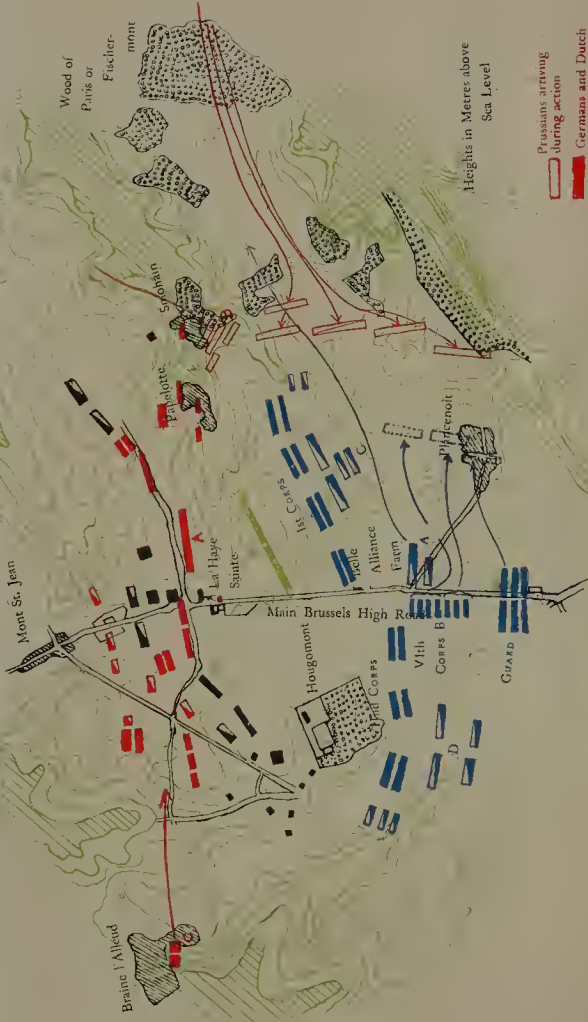 Wood of
Paris or
Fischer-
mont
Mont St. Jean
Smohain
Papelotte
Braine l'Alleud
A
La Haye
Sainte
Hougomont
Ist CORPS
C
Belle
Alliance
Farm
Main Brussels High Road
IInd CORPS
VIth
CORPS B
A
D
GUARD
Plancenoit
Heights in Metres above
Sea Level
Prussians arriving
during action
Germans and Dutch